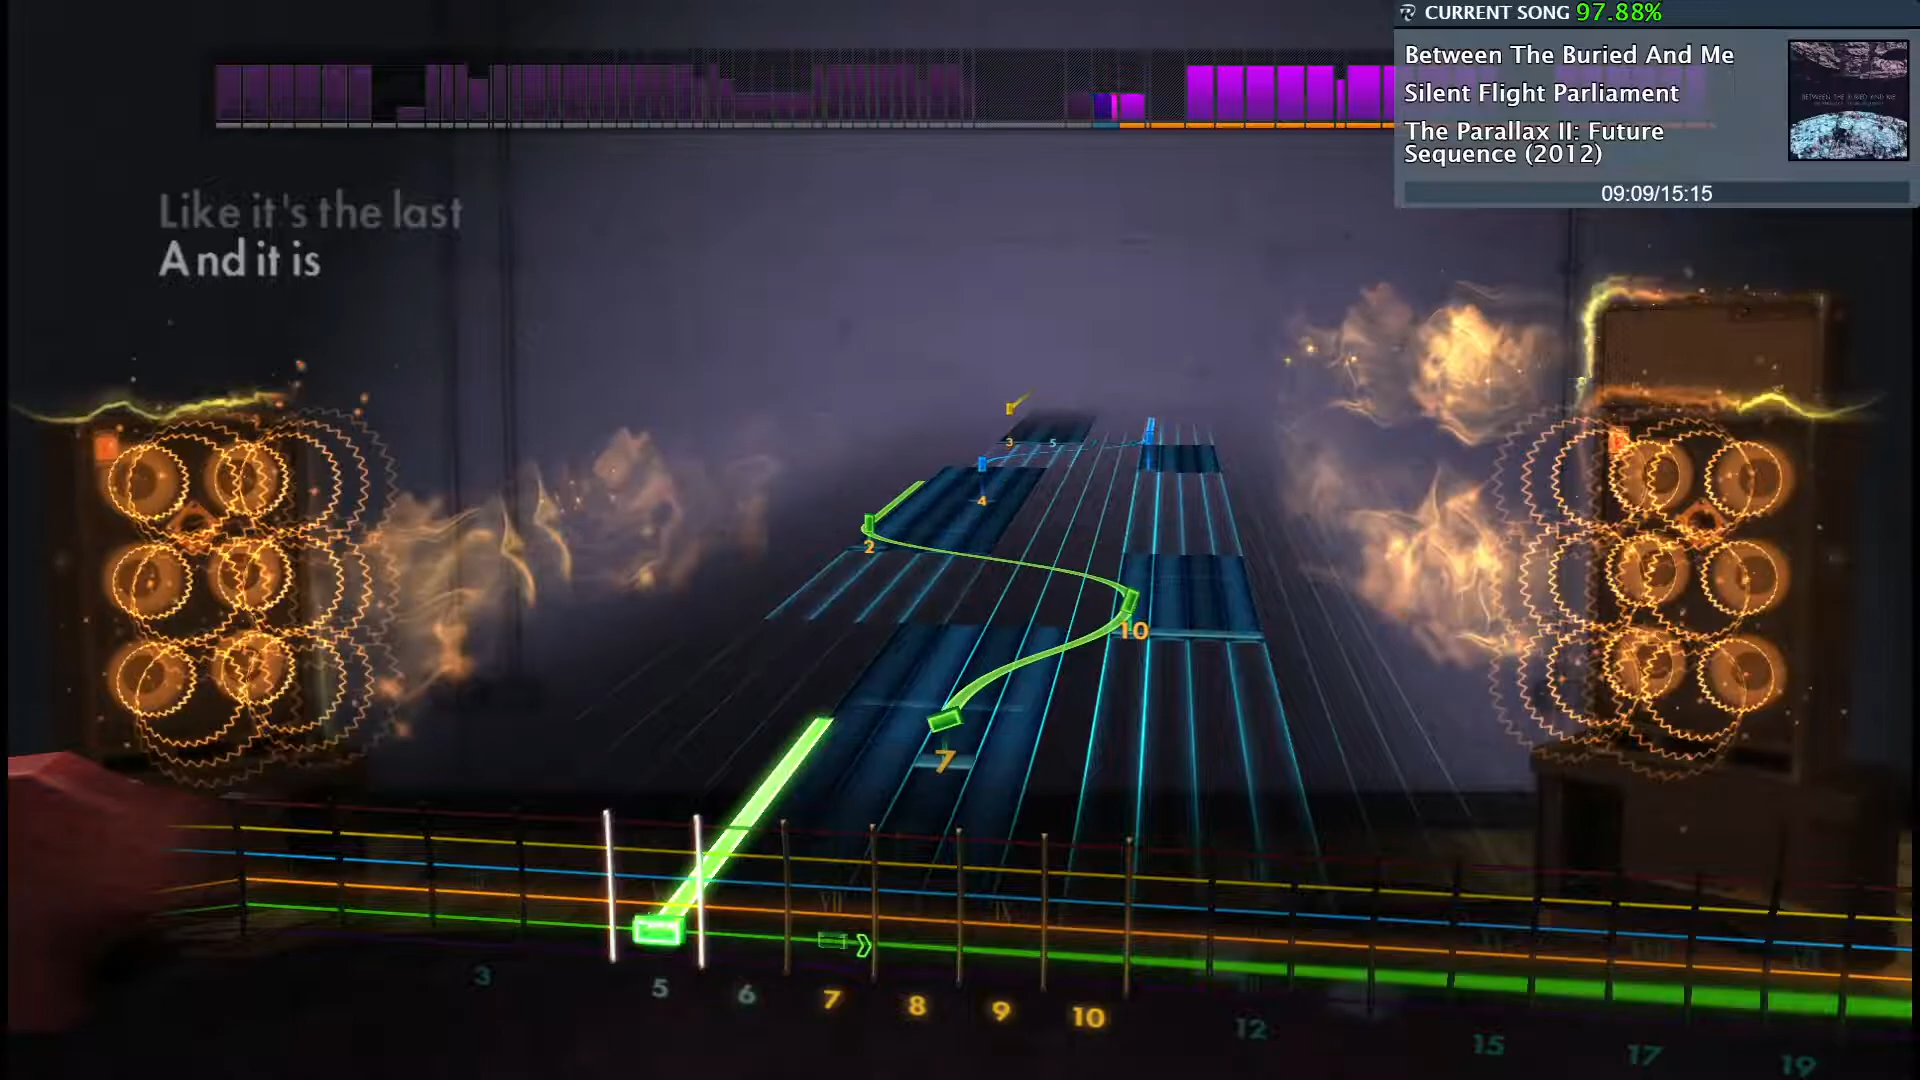 CURRENT SONG 97.88%
Between The Buried And Me
Silent Flight Parliament
The Parallax II: Future
Sequence (2012)
09:09/15:15
Like it's the last
And it is
3 5
4
2
10
7
3 5 6 7 8 9 10 12 15 17 19